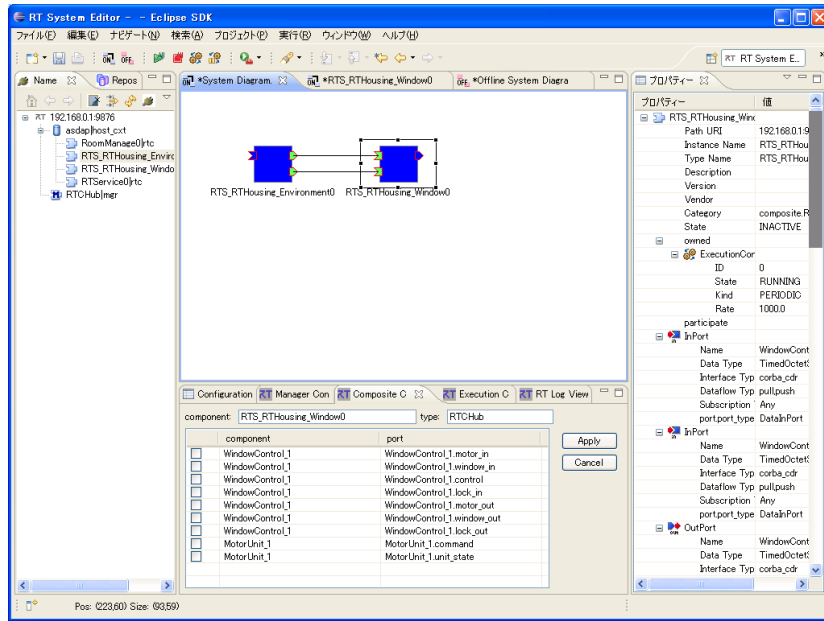 RT System Editor - - Eclipse SDK
ファイル(F) 編集(E) ナビゲート(N) 検索(A) プロジェクト(P) 実行(R) ウィンドウ(W) ヘルプ(H)
RT RT System E...
Name
Repos
192.168.0.1:9876
asdap|host_cxt
RoomManage0|rtc
RTS_RTHousing_Enviro
RTS_RTHousing_Windo
RTService0|rtc
RTCHub|mgr
*System Diagram.
*RTS_RTHousing_Window0
*Offline System Diagra
RTS_RTHousing_Environment0
RTS_RTHousing_Window0
Configuration
Manager Con
Composite C
Execution C
RT Log View
component: RTS_RTHousing_Window0 type: RTCHub
component port
WindowControl_1 WindowControl_1.motor_in
WindowControl_1 WindowControl_1.window_in
WindowControl_1 WindowControl_1.control
WindowControl_1 WindowControl_1.lock_in
WindowControl_1 WindowControl_1.motor_out
WindowControl_1 WindowControl_1.window_out
WindowControl_1 WindowControl_1.lock_out
MotorUnit_1 MotorUnit_1.command
MotorUnit_1 MotorUnit_1.unit_state
Apply
Cancel
プロパティー
プロパティー 値
RTS_RTHousing_Winc
Path URI 192.168.0.1:9
Instance Name RTS_RTHou
Type Name RTS_RTHou
Description
Version
Vendor
Category composite.R
State INACTIVE
owned
ExecutionCor
ID 0
State RUNNING
Kind PERIODIC
Rate 1000.0
participate
InPort
Name WindowCont
Data Type TimedOctetS
Interface Typ corba_cdr
Dataflow Typ pull,push
Subscription Any
port.port_type DataInPort
InPort
Name WindowCont
Data Type TimedOctetS
Interface Typ corba_cdr
Dataflow Typ pull,push
Subscription Any
port.port_type DataInPort
OutPort
Name WindowCont
Data Type TimedOctetS
Interface Typ corba_cdr
Pos: (223,60) Size: (93,59)